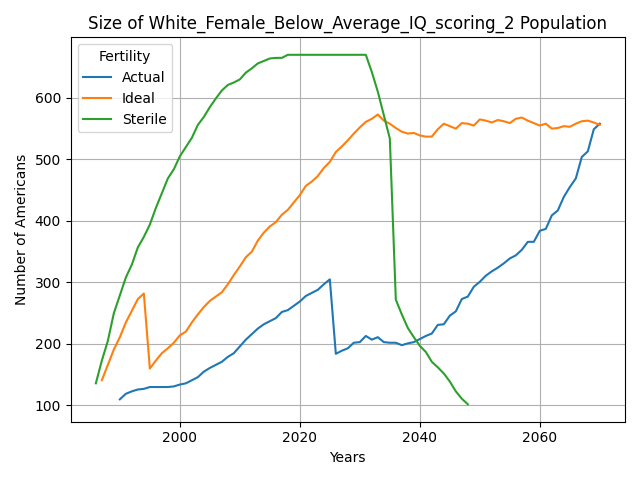 Size of White_Female_Below_Average_IQ_scoring_2 Population
Fertility
Actual
Ideal
Sterile
Number of Americans
600
500
400
300
200
100
2000
2020
2040
2060
Years